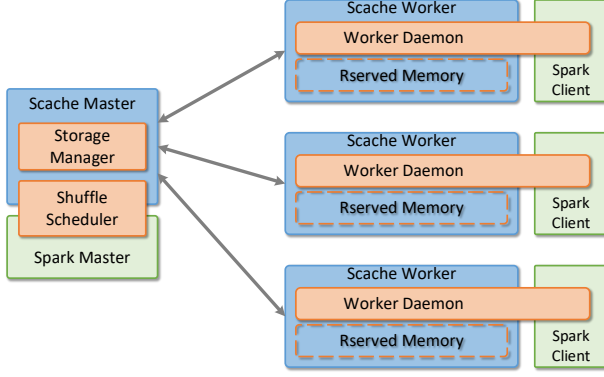 Scache Master
Storage
Manager
Shuffle
Scheduler
Spark Master
Scache Worker
Worker Daemon
Rserved Memory
Spark
Client
Scache Worker
Worker Daemon
Rserved Memory
Spark
Client
Scache Worker
Worker Daemon
Rserved Memory
Spark
Client